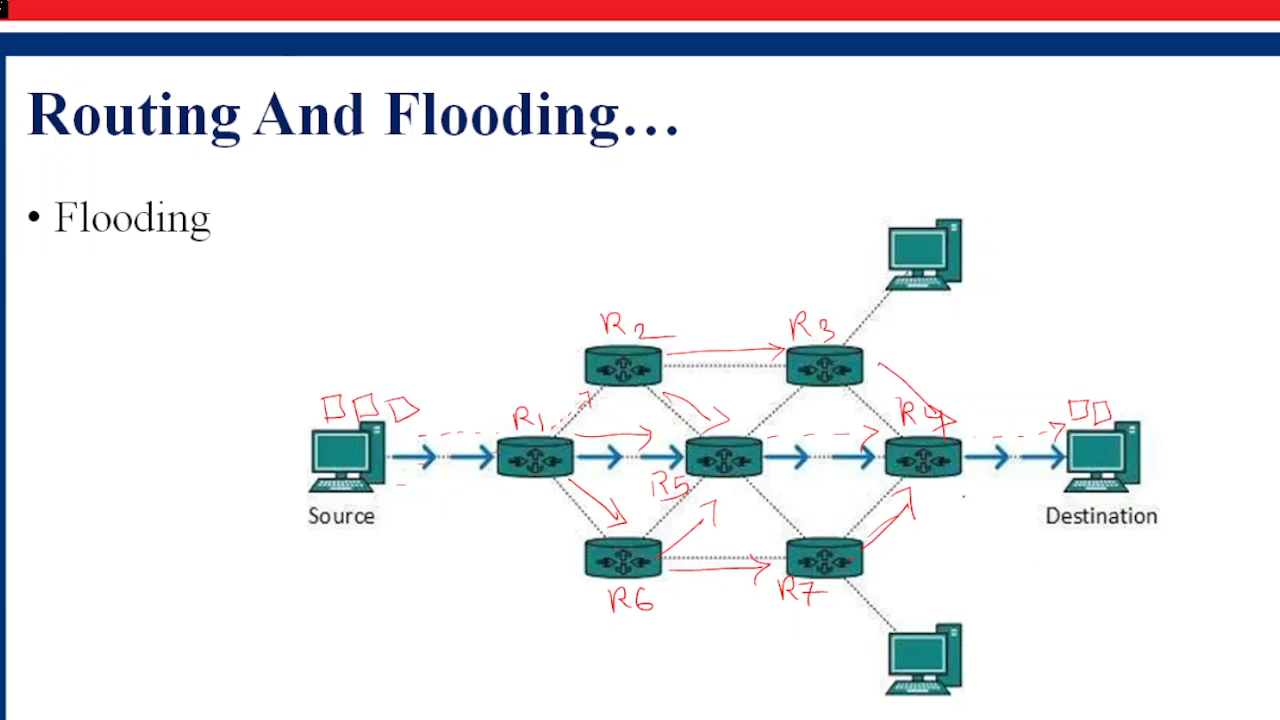 Routing And Flooding...
• Flooding
R2
R3
R1
R4
R5
Source
Destination
R6
R7